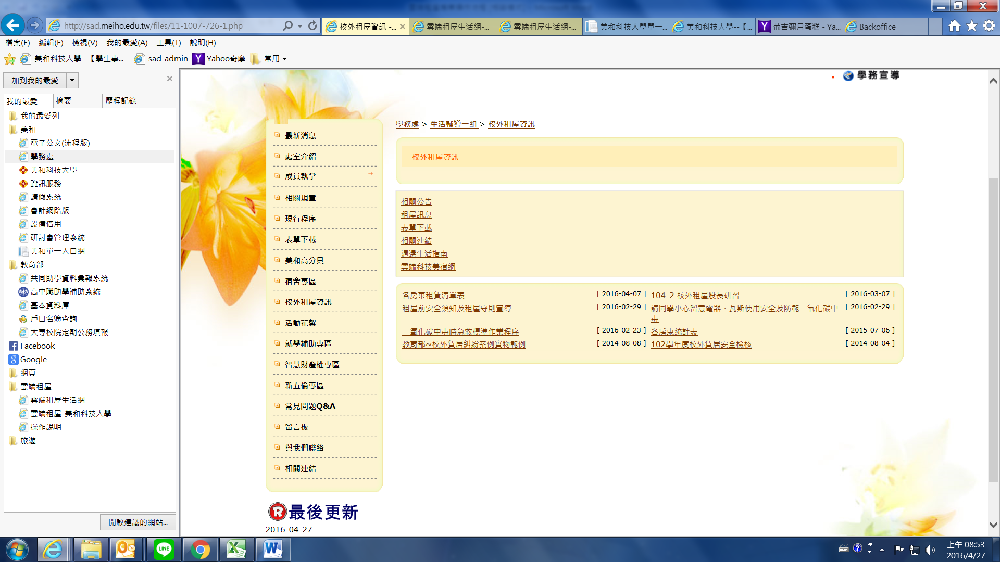 http://sad.meiho.edu.tw/files/11-1007-726-1.php
校外租屋資訊 -...
雲端租屋生活網-...
雲端租屋生活網-...
美和科技大學單一...
美和科技大學--【...
葡吉彌月蛋糕 - Ya...
Backoffice
檔案(F) 編輯(E) 檢視(V) 我的最愛(A) 工具(T) 說明(H)
美和科技大學--【學生事... sad-admin Yahoo奇摩 常用
加到我的最愛
我的最愛 摘要 歷程記錄
我的最愛列
美和
電子公文(流程版)
學務處
美和科技大學
資訊服務
請假系統
會計網路版
設備借用
研討會管理系統
美和單一入口網
教育部
共同助學資料彙報系統
高中職助學補助系統
基本資料庫
戶口名簿查詢
大專校院定期公務填報
Facebook
Google
網頁
雲端租屋
雲端租屋生活網
雲端租屋-美和科技大學
操作說明
旅遊
開啟建議的網站...
學務宣導
最新消息
處室介紹
成員執掌
相關規章
現行程序
表單下載
美和高分貝
宿舍專區
校外租屋資訊
活動花絮
就學補助專區
智慧財產權專區
新五倫專區
常見問題Q&A
留言板
與我們聯絡
相關連結
最後更新
2016-04-27
學務處 > 生活輔導一組 > 校外租屋資訊
校外租屋資訊
相關公告
租屋訊息
表單下載
相關連結
週邊生活指南
雲端科技美宿網
各房東租賃清單表 [ 2016-04-07 ] 104-2 校外租屋股長研習 [ 2016-03-07 ]
租屋前安全須知及租屋守則宣導 [ 2016-02-29 ] 請同學小心留意電器、瓦斯使用安全及防範一氧化碳中毒 [ 2016-02-29 ]
一氧化碳中毒時急救標準作業程序 [ 2016-02-23 ] 各房東統計表 [ 2015-07-06 ]
教育部~校外賃居糾紛案例實物範例 [ 2014-08-08 ] 102學年度校外賃居安全檢核 [ 2014-08-04 ]
LINE
上午 08:53
2016/4/27